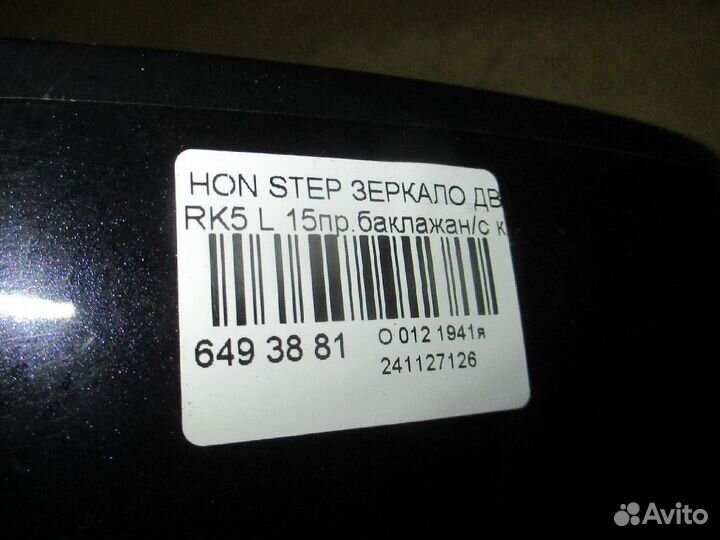 HON STEP ЗЕРКАЛО ДВ
RK5 L 15пр.баклажан/с к
649 38 81
O 012 1941я
241127126
Avito